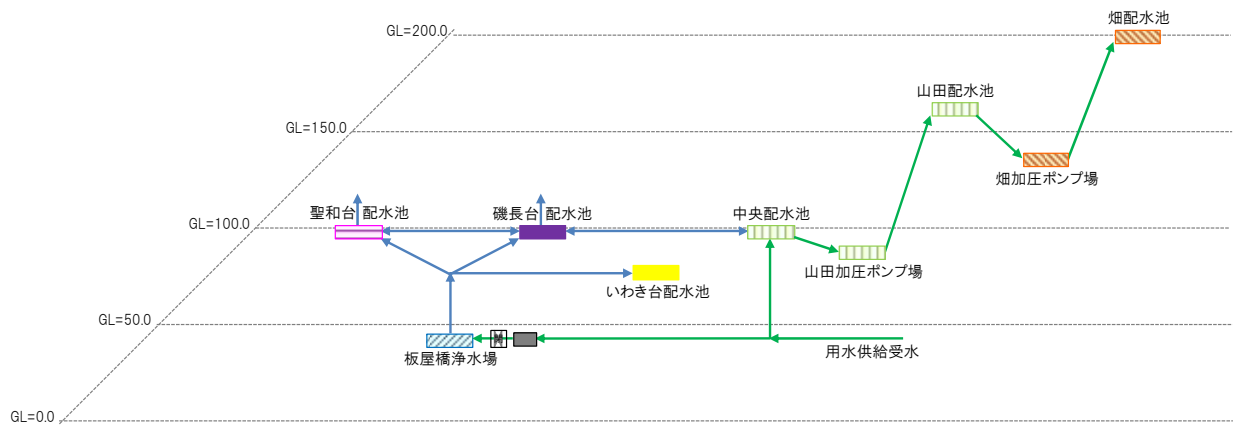 畑配水池
GL=200.0
山田配水池
GL=150.0
畑加圧ポンプ場
聖和台 配水池
磯長台 配水池
中央配水池
GL=100.0
山田加圧ポンプ場
いわき台配水池
GL=50.0
M
板屋橋浄水場
用水供給受水
GL=0.0